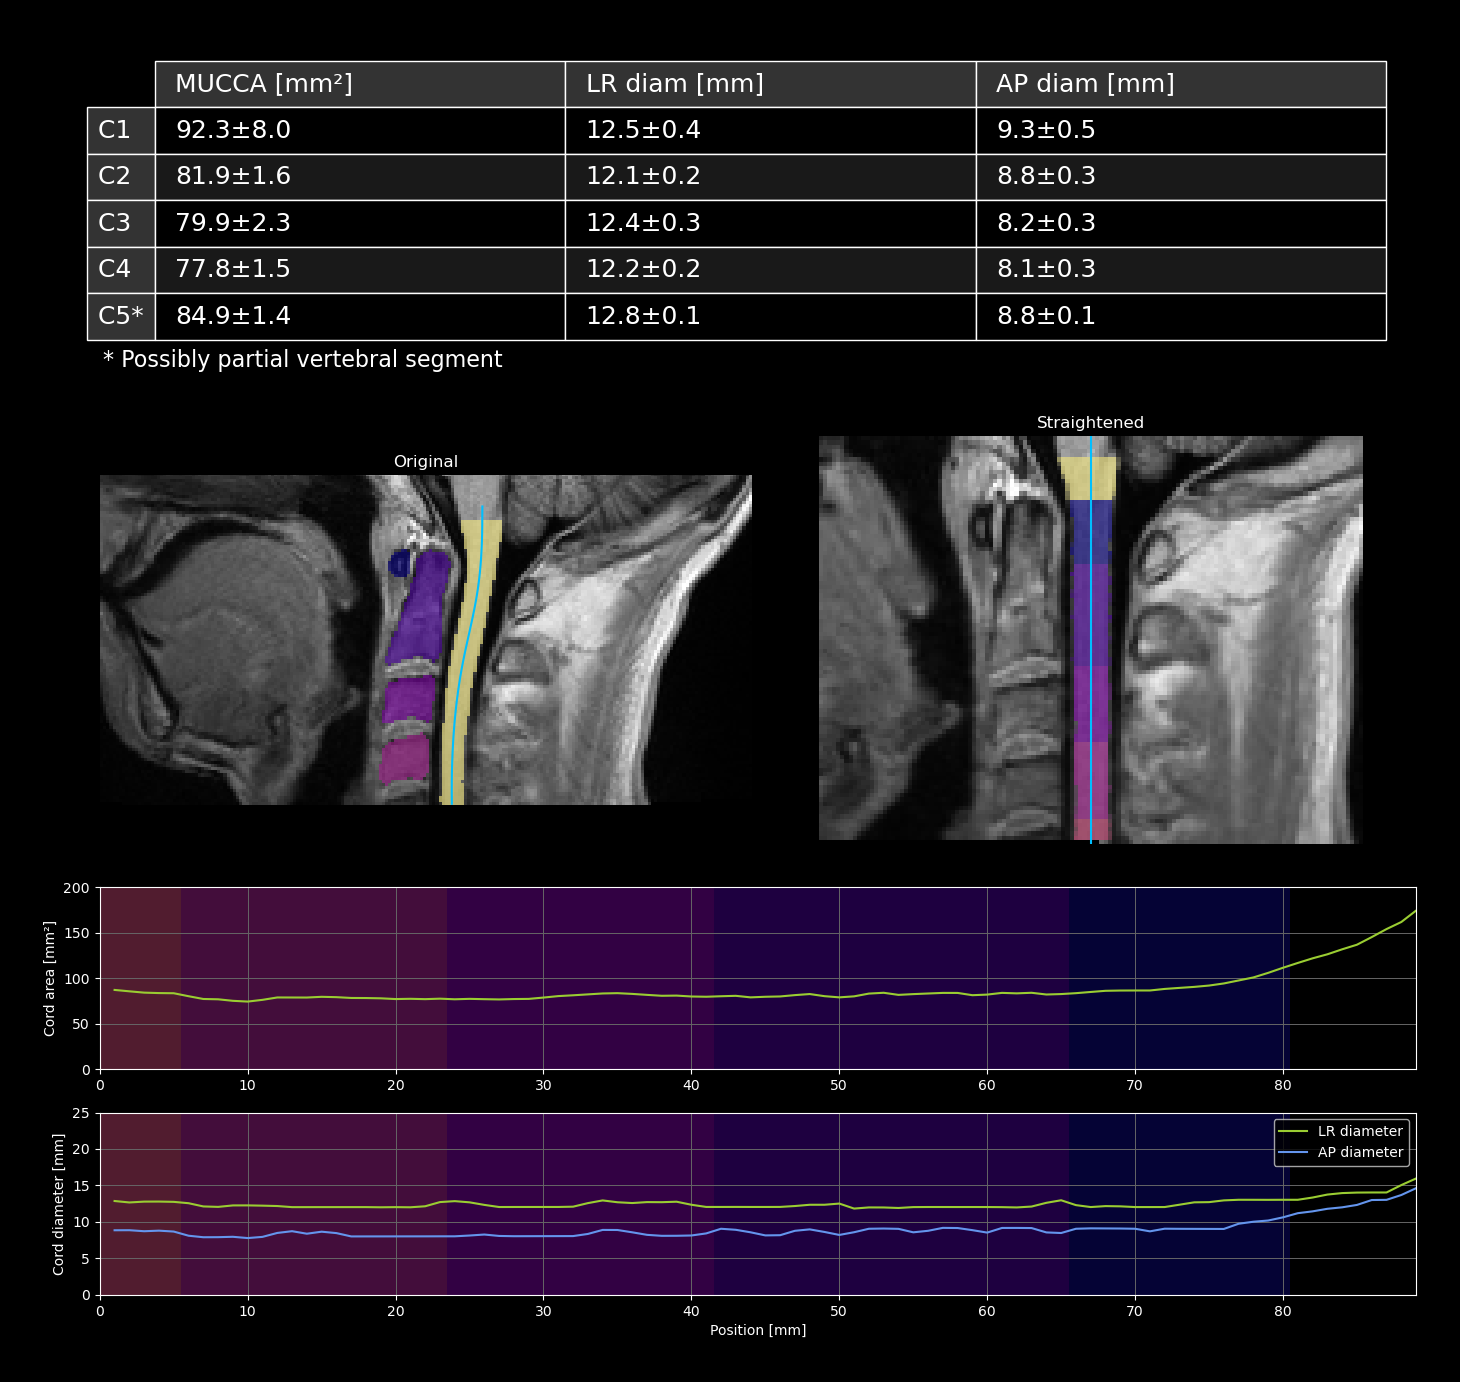 MUCCA [mm²] LR diam [mm] AP diam [mm]
C1 92.3±8.0 12.5±0.4 9.3±0.5
C2 81.9±1.6 12.1±0.2 8.8±0.3
C3 79.9±2.3 12.4±0.3 8.2±0.3
C4 77.8±1.5 12.2±0.2 8.1±0.3
C5* 84.9±1.4 12.8±0.1 8.8±0.1
* Possibly partial vertebral segment
Original
Straightened
Cord area [mm²]
200
150
100
50
0
0 10 20 30 40 50 60 70 80
Cord diameter [mm]
25
20
15
10
5
0
LR diameter
AP diameter
0 10 20 30 40 50 60 70 80
Position [mm]